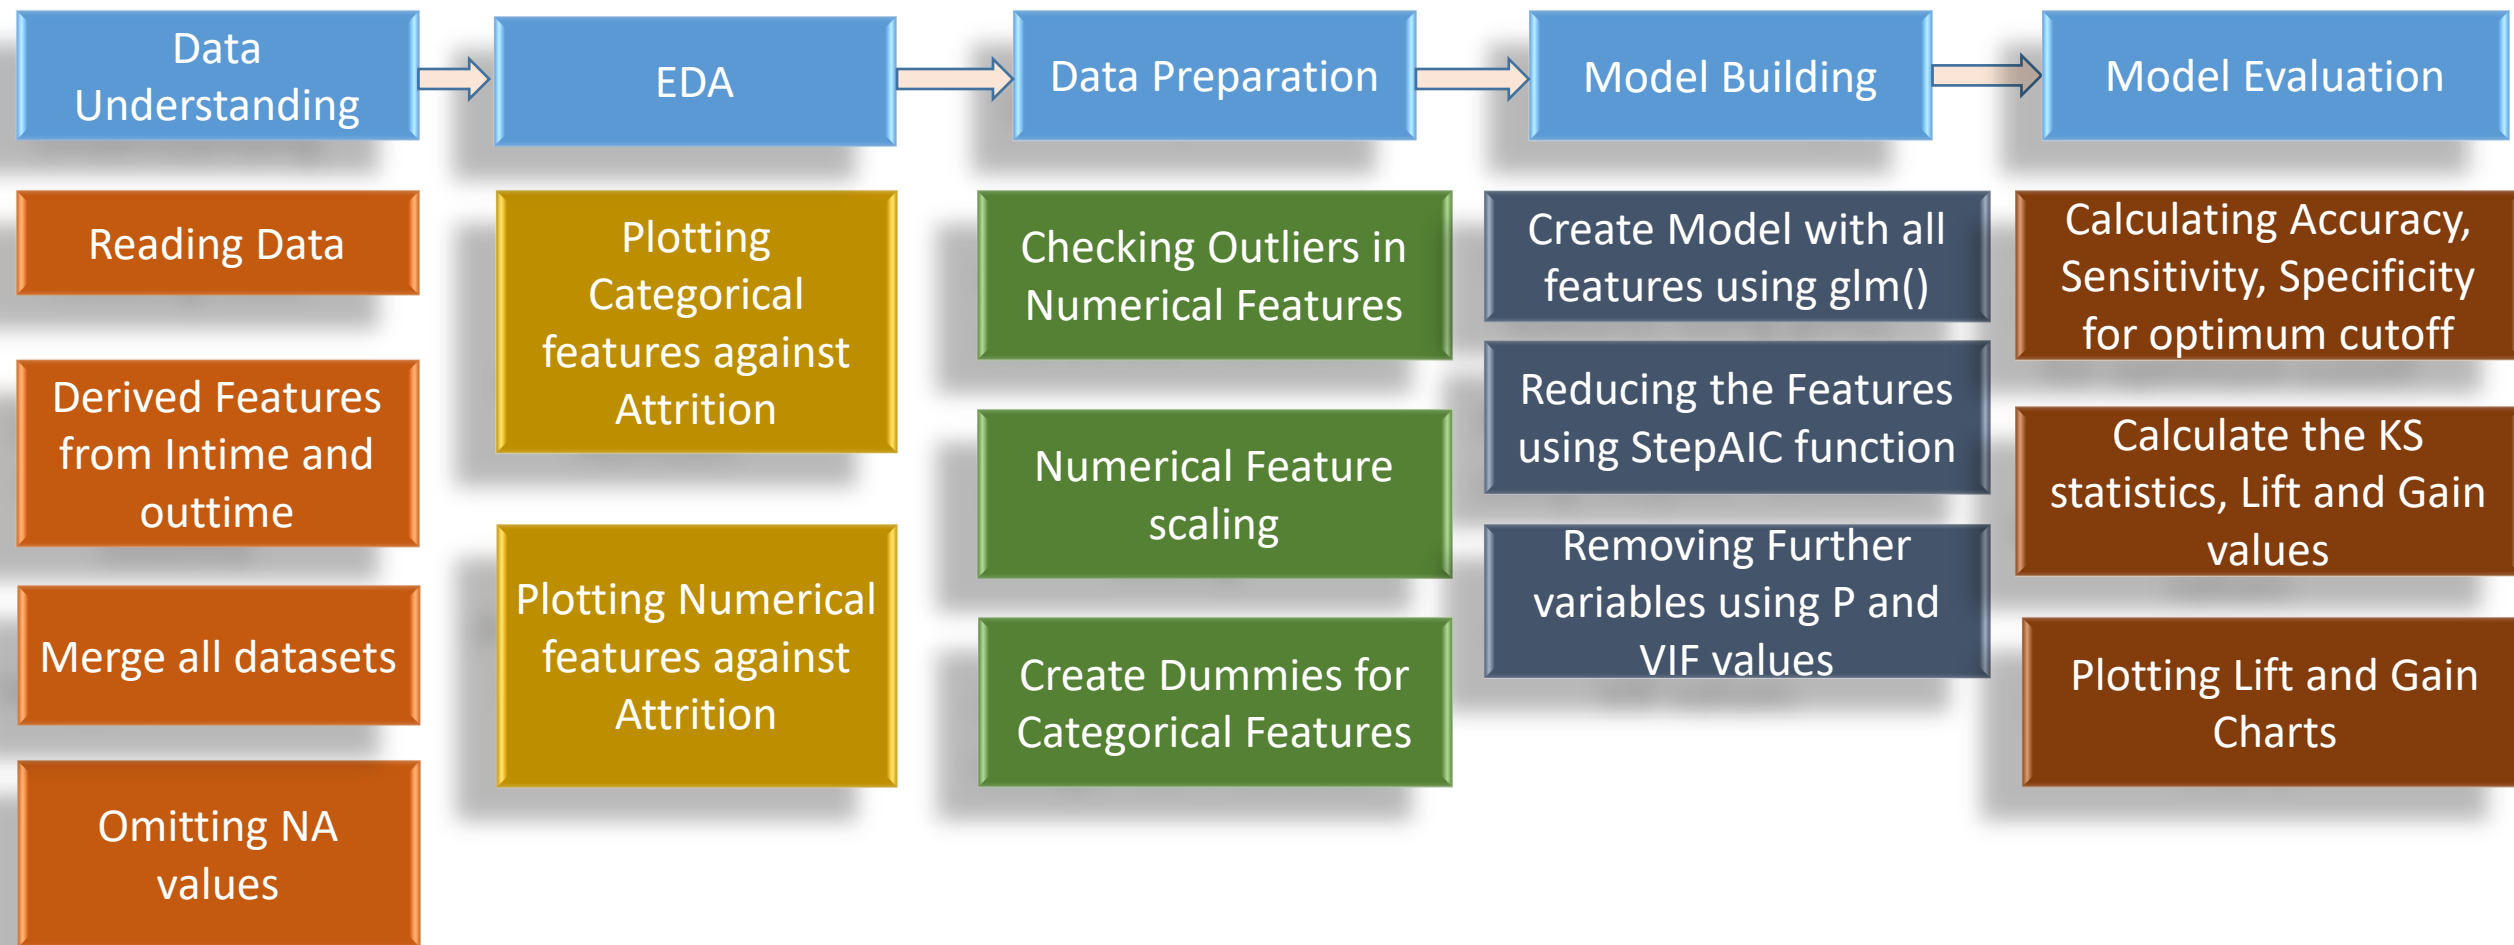 Data
Understanding
EDA
Data Preparation
Model Building
Model Evaluation
Reading Data
Derived Features
from Intime and
outtime
Merge all datasets
Omitting NA
values
Plotting
Categorical
features against
Attrition
Plotting Numerical
features against
Attrition
Checking Outliers in
Numerical Features
Numerical Feature
scaling
Create Dummies for
Categorical Features
Create Model with all
features using glm()
Reducing the Features
using StepAIC function
Removing Further
variables using P and
VIF values
Calculating Accuracy,
Sensitivity, Specificity
for optimum cutoff
Calculate the KS
statistics, Lift and Gain
values
Plotting Lift and Gain
Charts